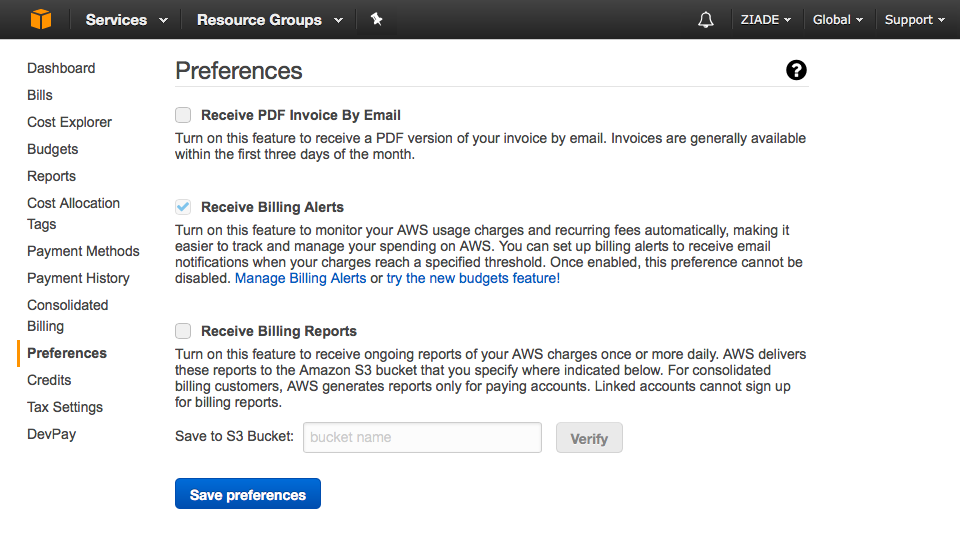 Services
Resource Groups
ZIADE
Global
Support
Dashboard
Bills
Cost Explorer
Budgets
Reports
Cost Allocation
Tags
Payment Methods
Payment History
Consolidated
Billing
Preferences
Credits
Tax Settings
DevPay
Preferences
?
Receive PDF Invoice By Email
Turn on this feature to receive a PDF version of your invoice by email. Invoices are generally available
within the first three days of the month.
Receive Billing Alerts
Turn on this feature to monitor your AWS usage charges and recurring fees automatically, making it
easier to track and manage your spending on AWS. You can set up billing alerts to receive email
notifications when your charges reach a specified threshold. Once enabled, this preference cannot be
disabled. Manage Billing Alerts or try the new budgets feature!
Receive Billing Reports
Turn on this feature to receive ongoing reports of your AWS charges once or more daily. AWS delivers
these reports to the Amazon S3 bucket that you specify where indicated below. For consolidated
billing customers, AWS generates reports only for paying accounts. Linked accounts cannot sign up
for billing reports.
Save to S3 Bucket: bucket name Verify
Save preferences